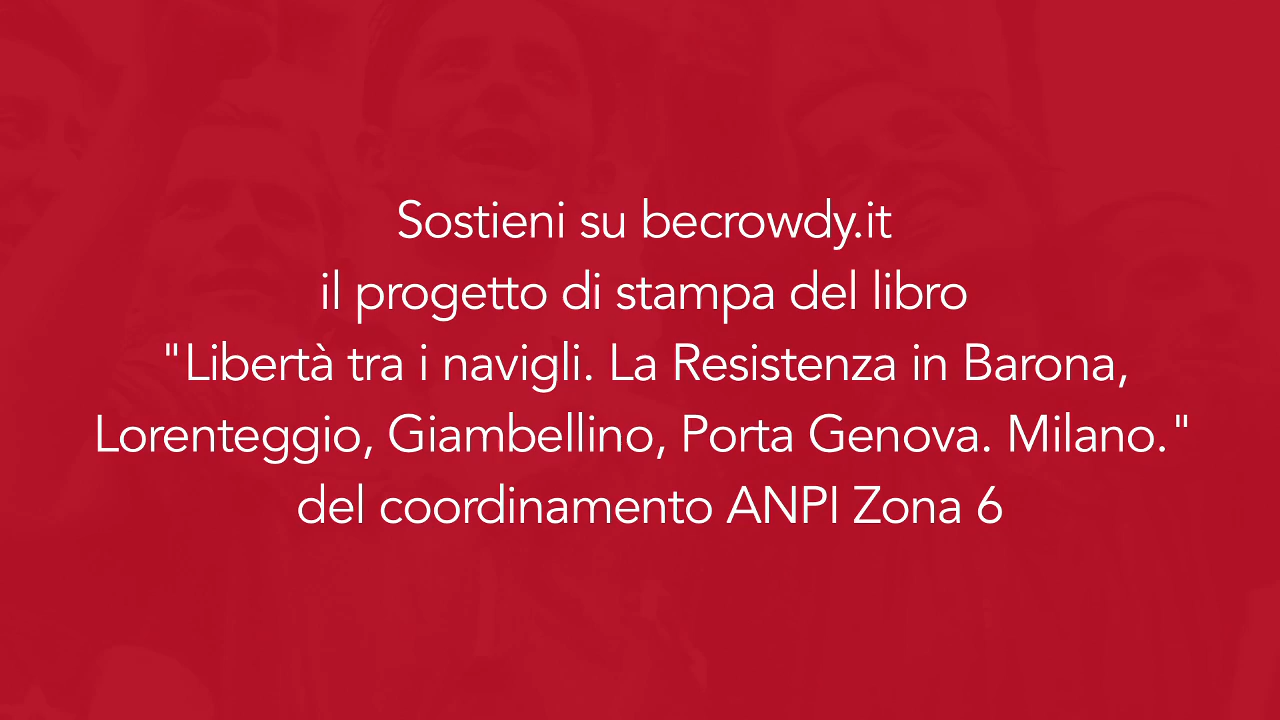 Sostieni su becrowdy.it
il progetto di stampa del libro
"Libertà tra i navigli. La Resistenza in Barona,
Lorenteggio, Giambellino, Porta Genova. Milano."
del coordinamento ANPI Zona 6